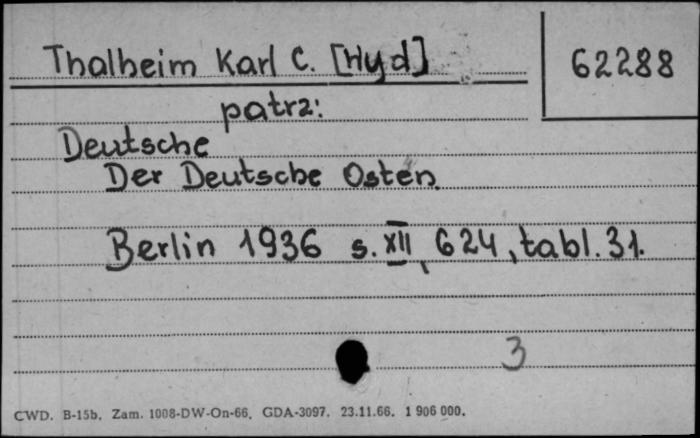 Thalheim Karl C. [Wyd]
62288
patrz:
Deutsche
Der Deutsche Osten.
Berlin 1936 s. XII, 624, tabl. 31.
3
CWD. B-15b. Zam. 1008-DW-On-66. GDA-3097. 23.11.66. 1 906 000.